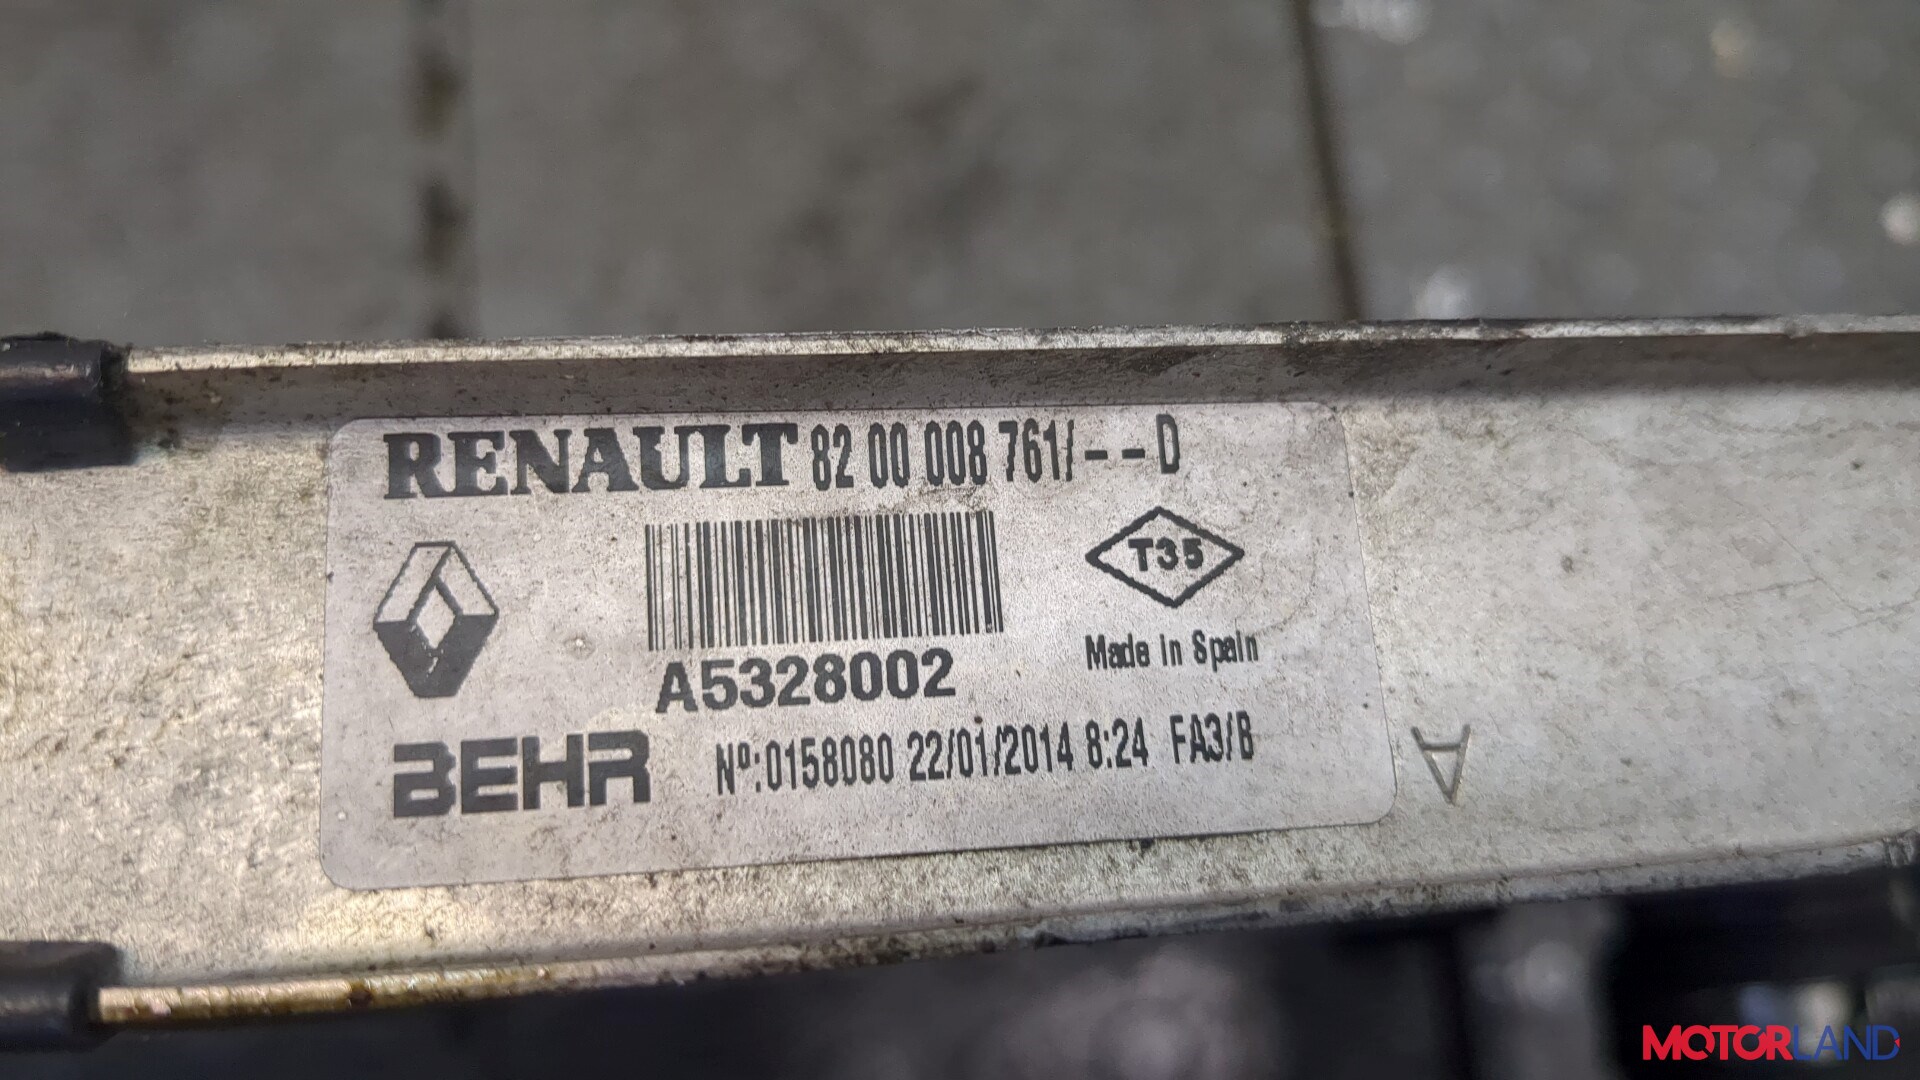 RENAULT 82 00 008 761/--D
T35
Made in Spain
A5328002
BEHR Nº:0158080 22/01/2014 8:24 FA3/B
A
MOTORLAND